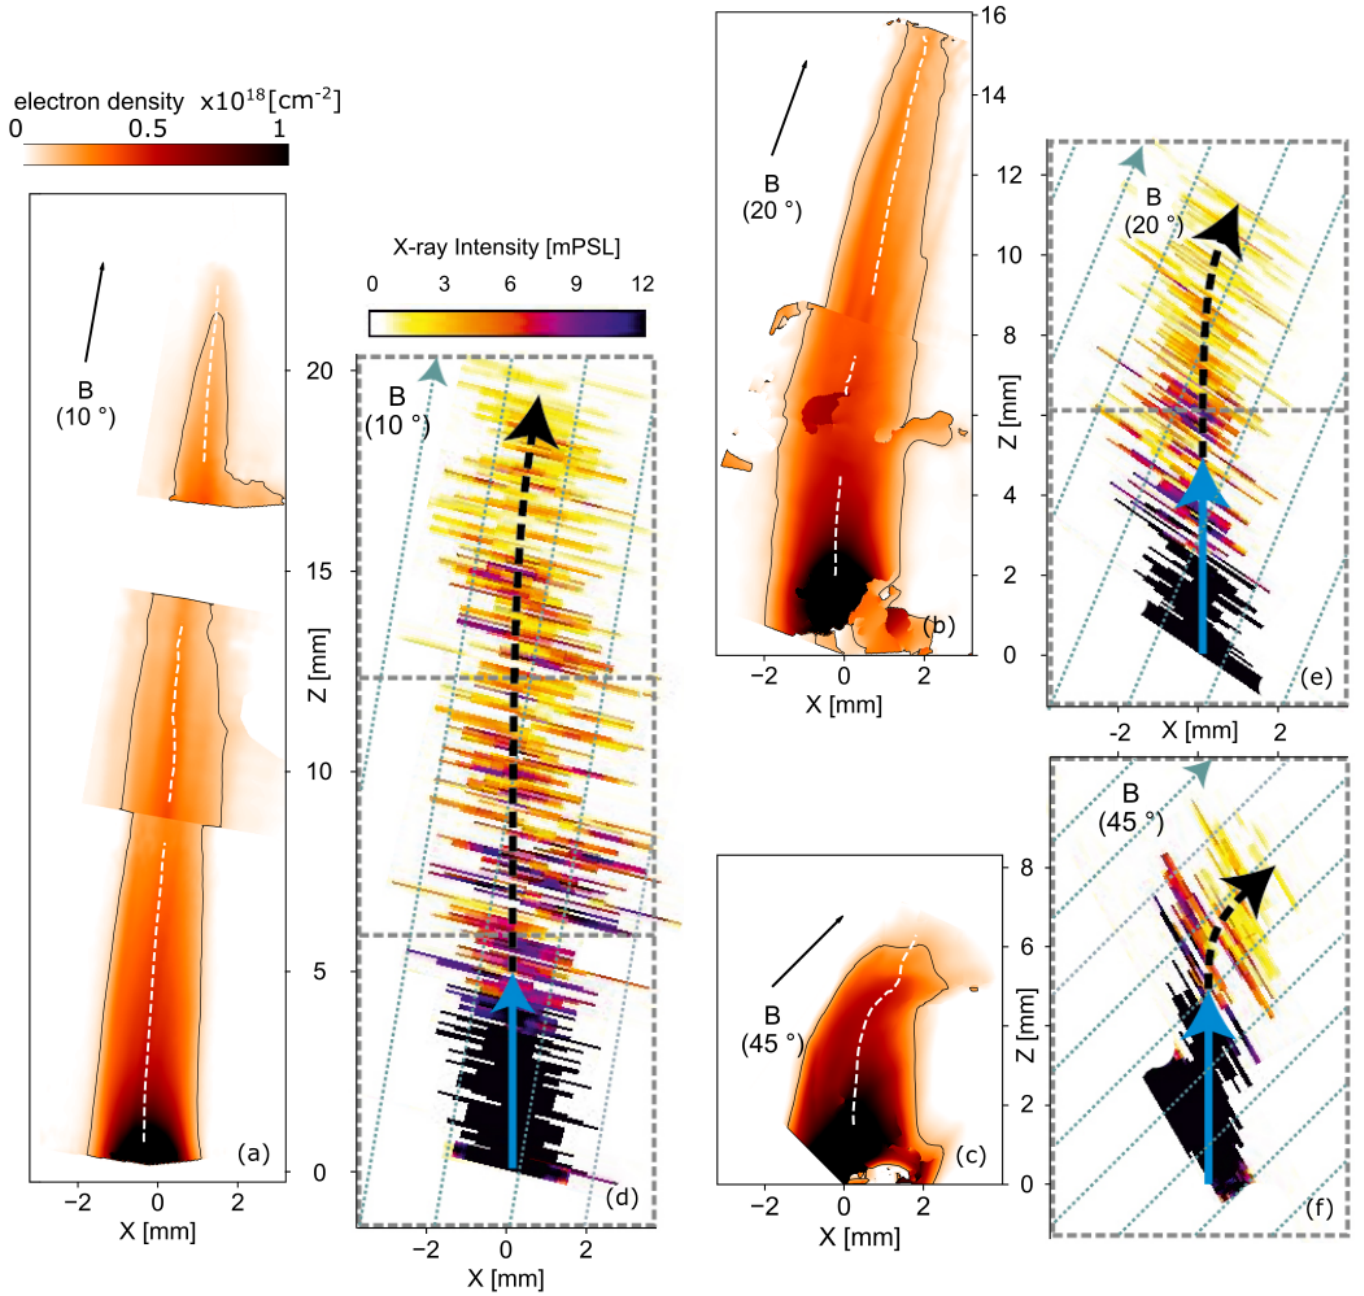 electron density x10¹⁸[cm⁻²]
0 0.5 1
B
(10 °)
20
15
10
5
0
Z [mm]
(a)
−2 0 2
X [mm]
X-ray Intensity [mPSL]
0 3 6 9 12
B
(10 °)
(d)
−2 0 2
X [mm]
B
(20 °)
16
14
12
10
8
6
4
2
0
Z [mm]
(b)
−2 0 2
X [mm]
B
(20 °)
(e)
−2 X [mm] 2
B
(45 °)
8
6
4
2
0
Z [mm]
(c)
−2 0 2
X [mm]
B
(45 °)
(f)